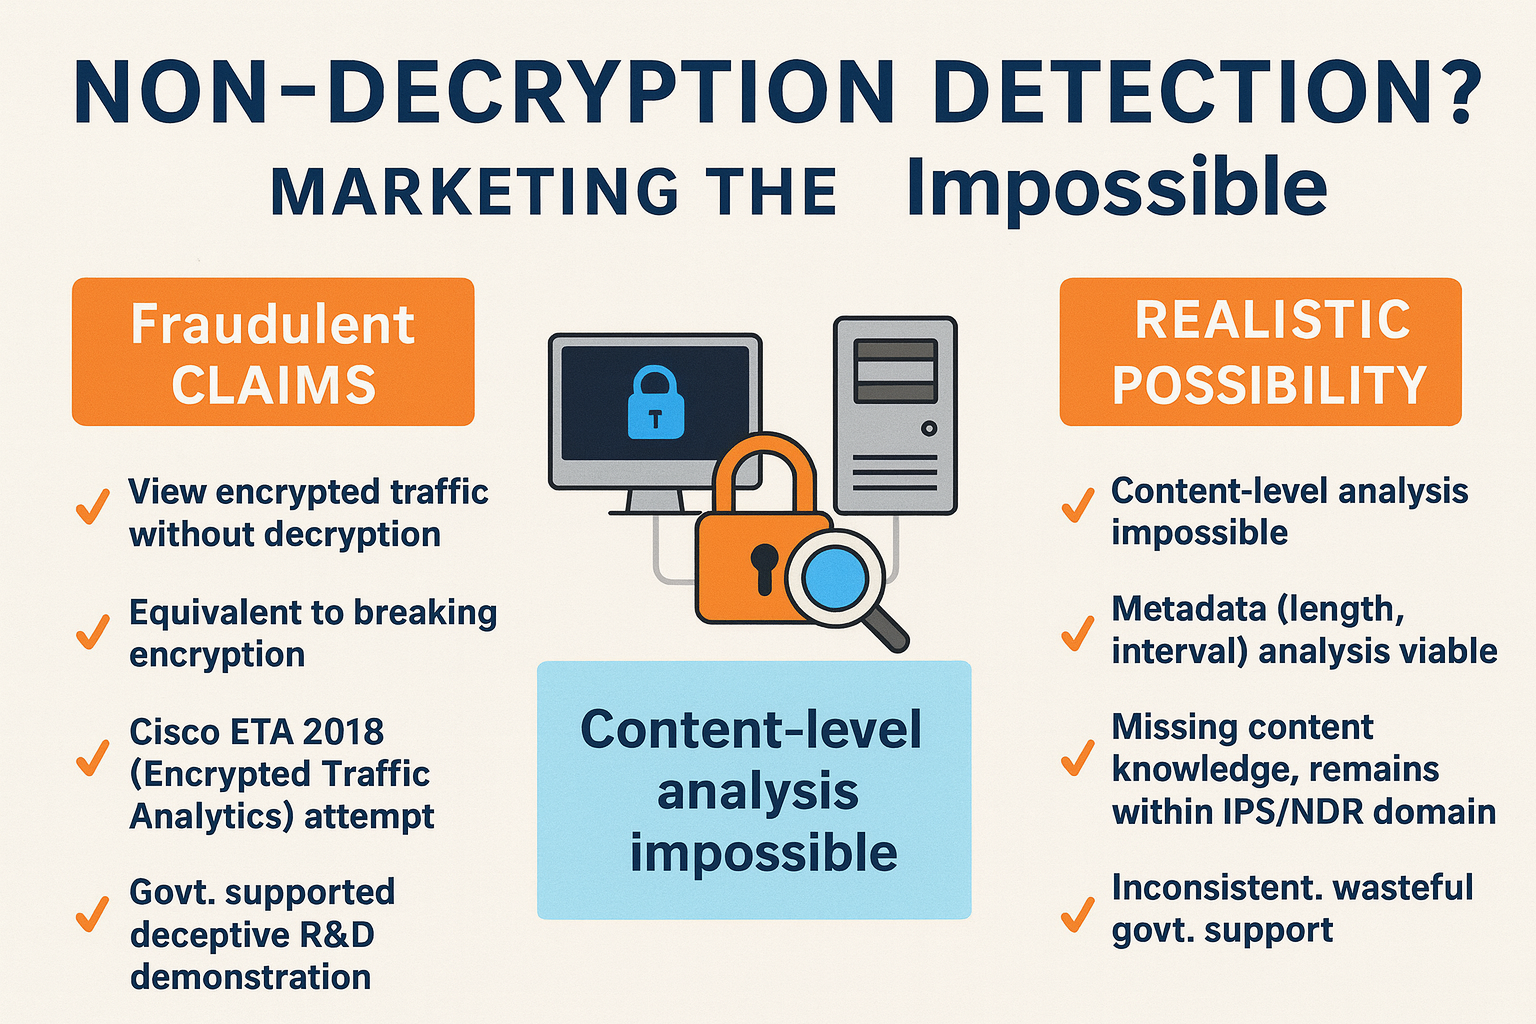 NON-DECRYPTION DETECTION?
MARKETING THE Impossible
Fraudulent
CLAIMS
View encrypted traffic
without decryption
Equivalent to breaking
encryption
Cisco ETA 2018
(Encrypted Traffic
Analytics) attempt
Govt. supported
deceptive R&D
demonstration
T
Content-level
analysis
impossible
REALISTIC
POSSIBILITY
Content-level analysis
impossible
Metadata (length,
interval) analysis viable
Missing content
knowledge, remains
within IPS/NDR domain
Inconsistent. wasteful
govt. support